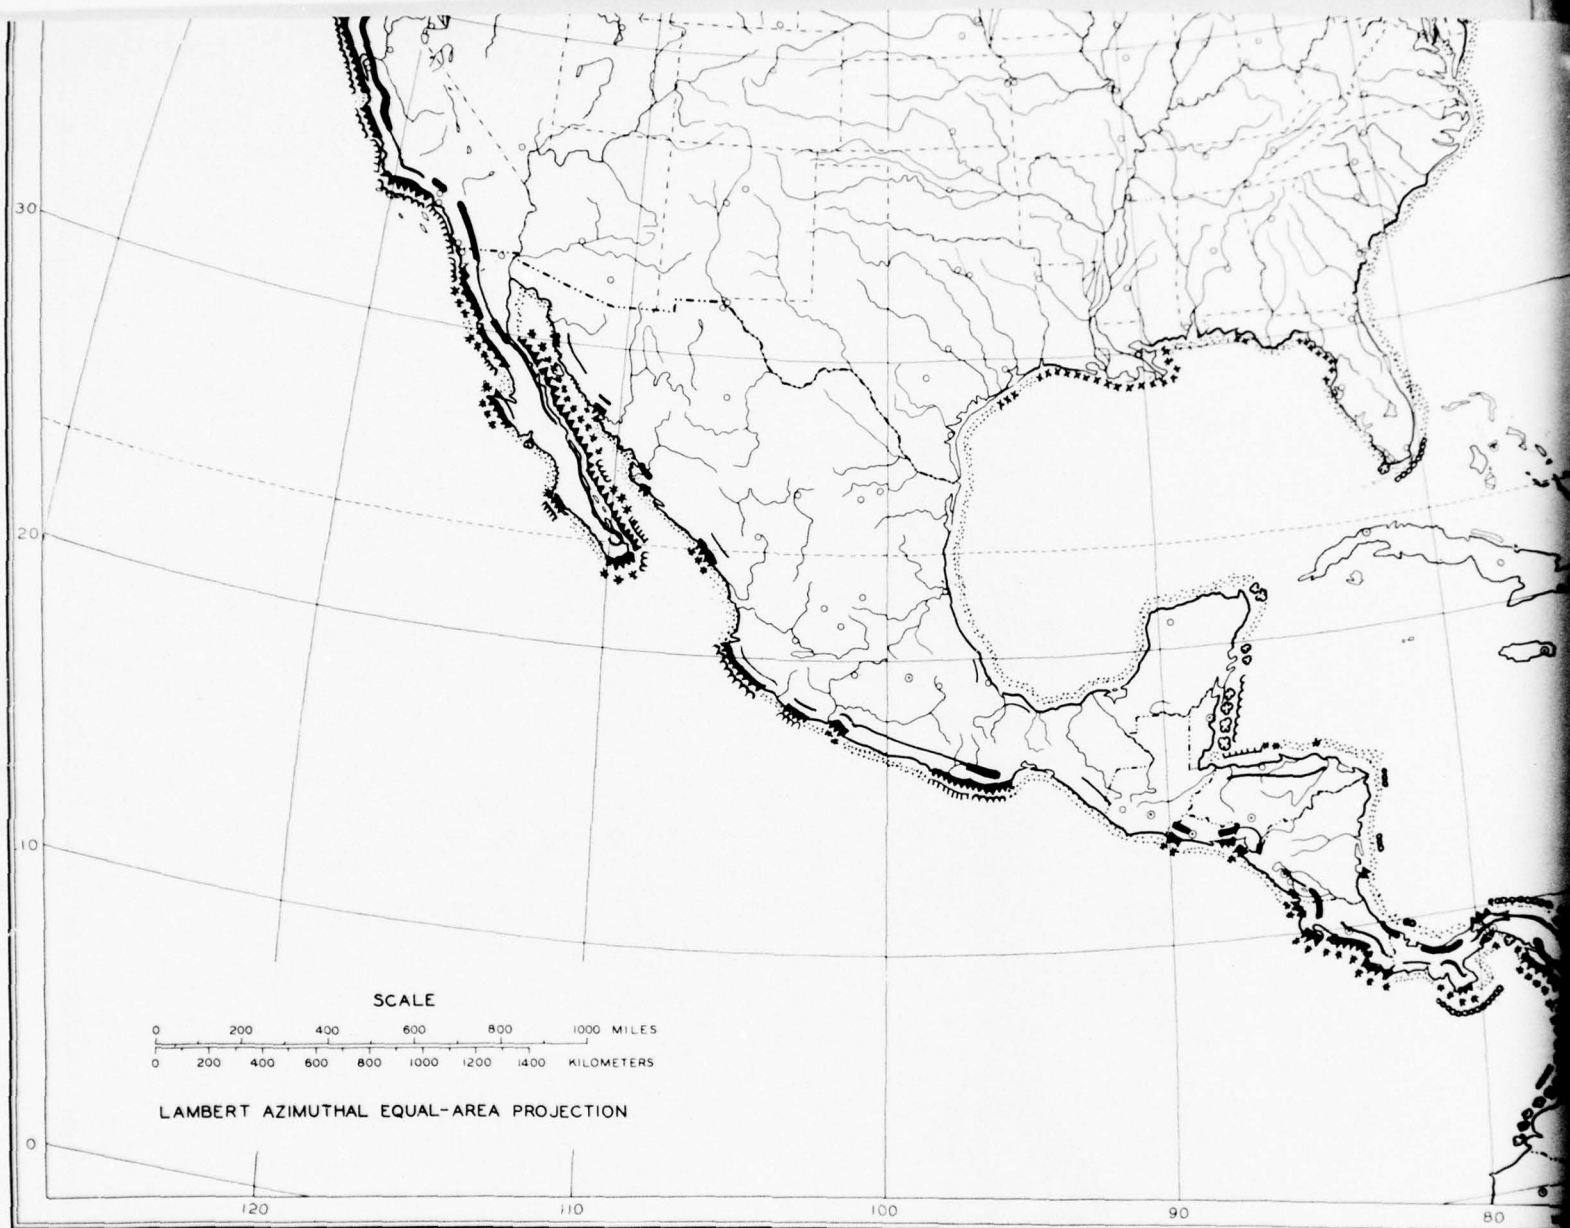 30
20
10
SCALE
0 200 400 600 800 1000 MILES
0 200 400 600 800 1000 1200 1400 KILOMETERS
LAMBERT AZIMUTHAL EQUAL-AREA PROJECTION
0
120 110 100 90 80